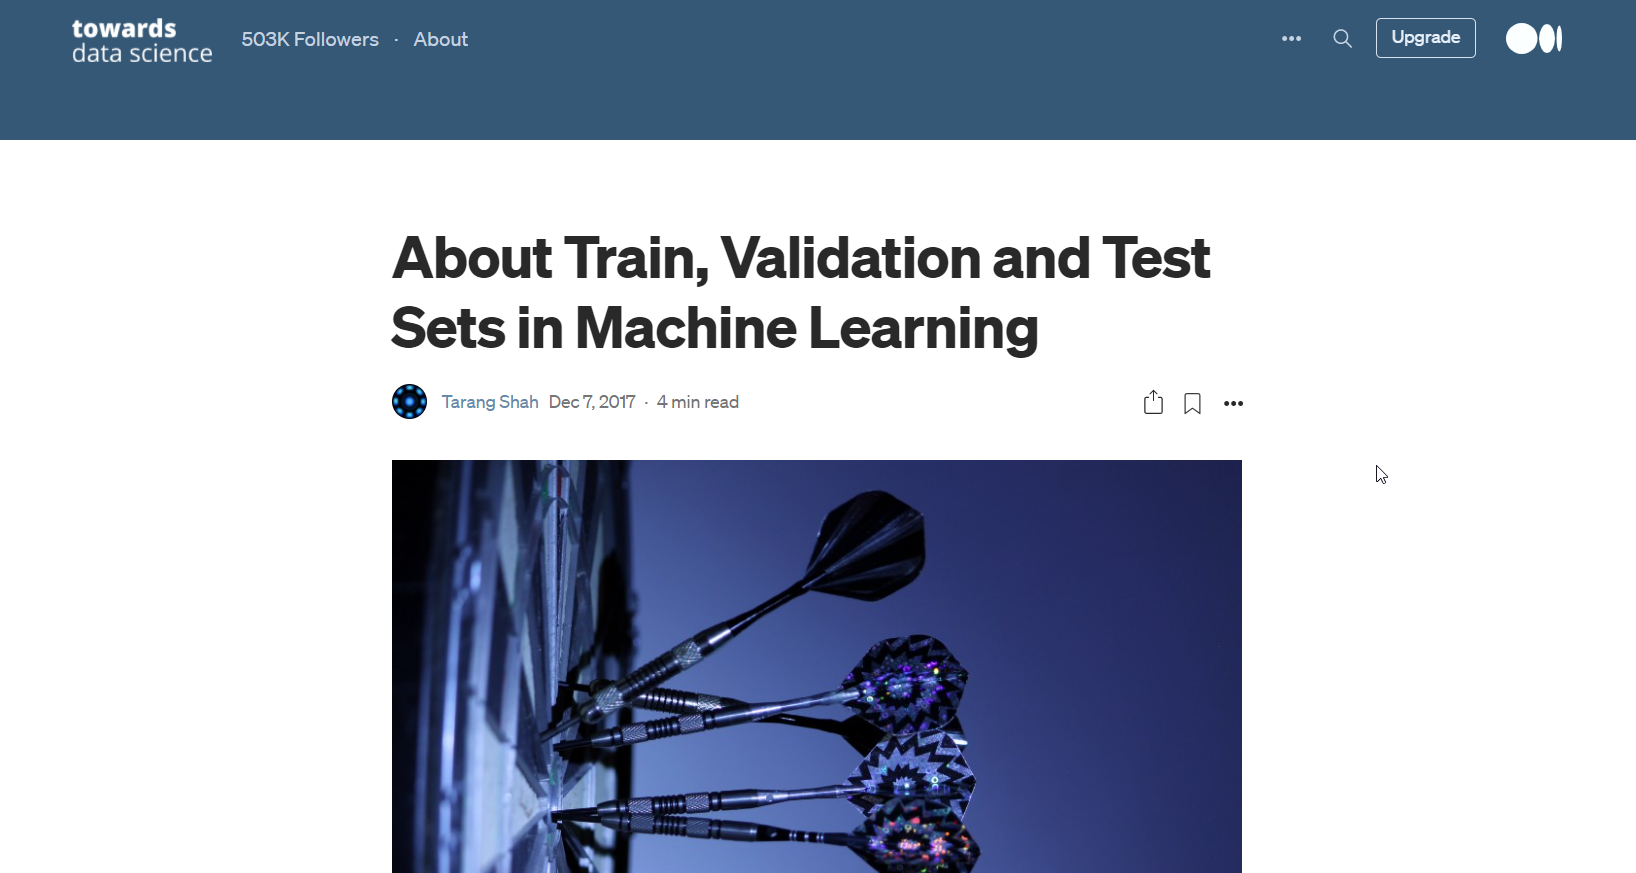 towards
data science
503K Followers · About
Upgrade
About Train, Validation and Test
Sets in Machine Learning
Tarang Shah Dec 7, 2017 · 4 min read